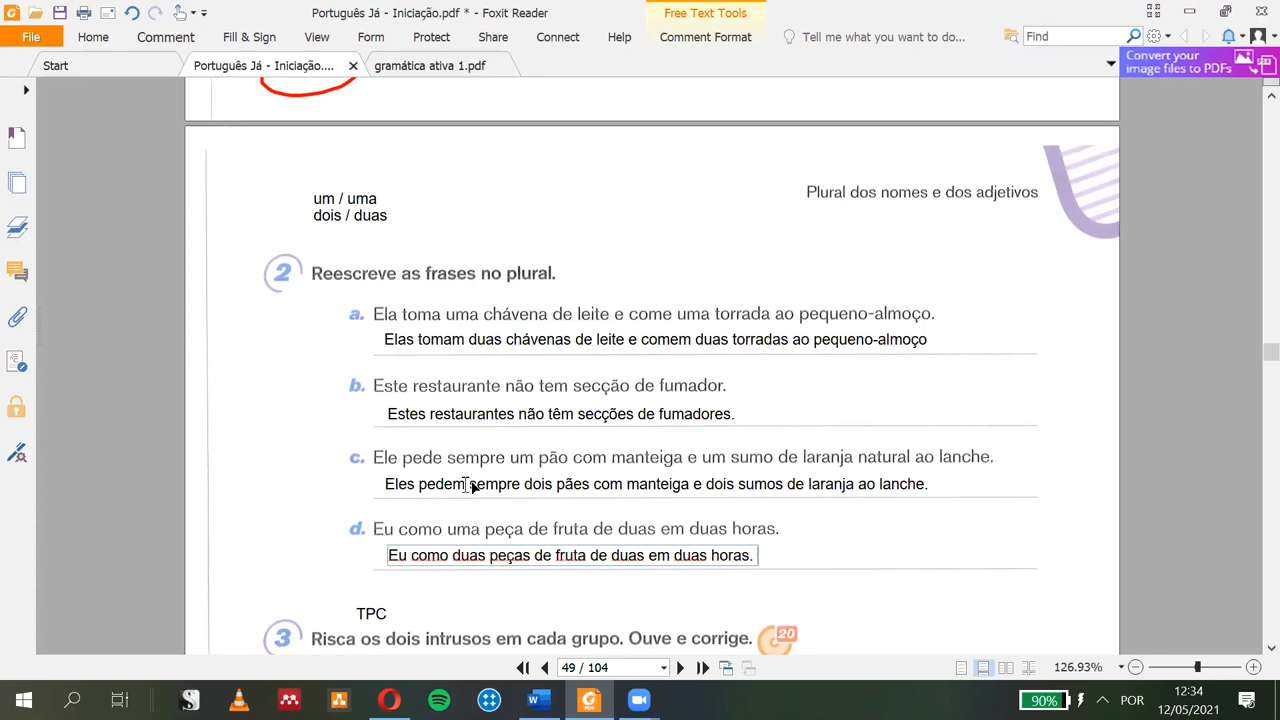 Português Já - Iniciação.pdf * - Foxit Reader
Free Text Tools
File
Home
Comment
Fill & Sign
View
Form
Protect
Share
Connect
Help
Comment Format
Tell me what you want to do...
Find
Start
Português Já - Iniciação....
gramática ativa 1.pdf
Convert your
image files to PDFs
um / uma
dois / duas
Plural dos nomes e dos adjetivos
2 Reescreve as frases no plural.
a. Ela toma uma chávena de leite e come uma torrada ao pequeno-almoço.
Elas tomam duas chávenas de leite e comem duas torradas ao pequeno-almoço
b. Este restaurante não tem secção de fumador.
Estes restaurantes não têm secções de fumadores.
c. Ele pede sempre um pão com manteiga e um sumo de laranja natural ao lanche.
Eles pedem sempre dois pães com manteiga e dois sumos de laranja ao lanche.
d. Eu como uma peça de fruta de duas em duas horas.
Eu como duas peças de fruta de duas em duas horas.
TPC
3 Risca os dois intrusos em cada grupo. Ouve e corrige. 20
49 / 104
126.93%
90%
POR
12:34
12/05/2021